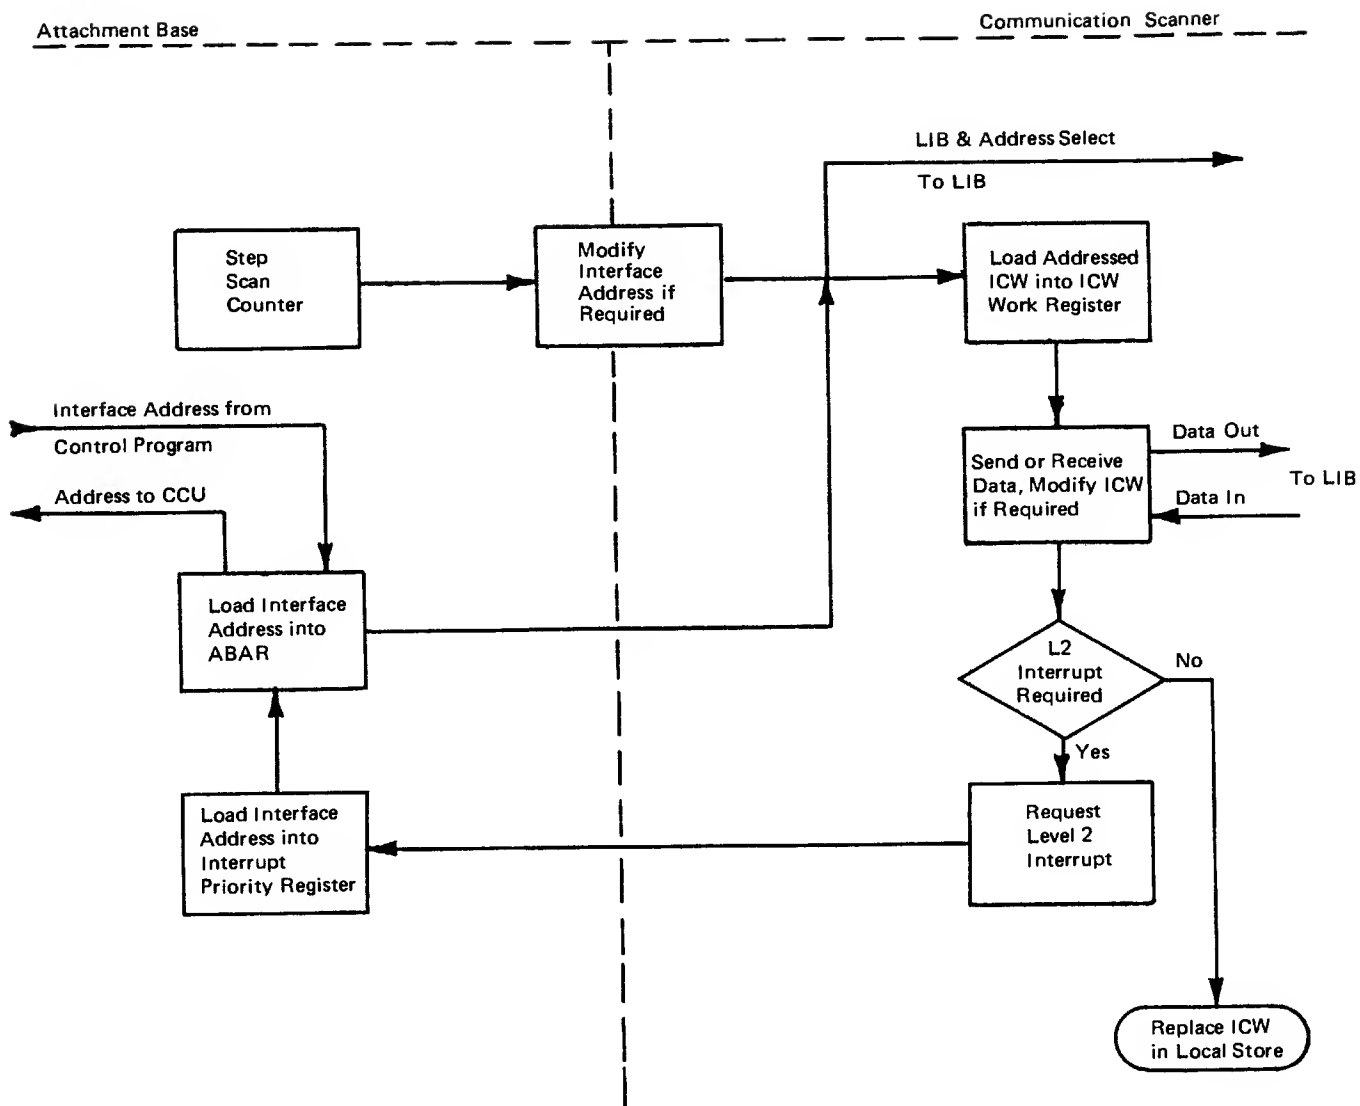 Attachment Base
Communication Scanner
LIB & Address Select
To LIB
Step
Scan
Counter
Modify
Interface
Address if
Required
Load Addressed
ICW into ICW
Work Register
Interface Address from
Control Program
Address to CCU
Send or Receive
Data, Modify ICW
if Required
Data Out
To LIB
Data In
Load Interface
Address into
ABAR
L2
Interrupt
Required
No
Yes
Load Interface
Address into
Interrupt
Priority Register
Request
Level 2
Interrupt
Replace ICW
in Local Store